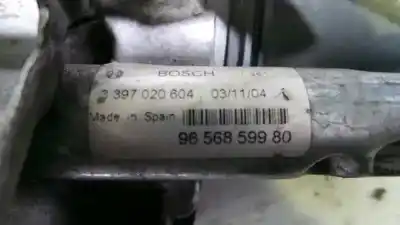 BOSCH
3 397 020 604 03/11/04
Made in Spain
96 568 599 80